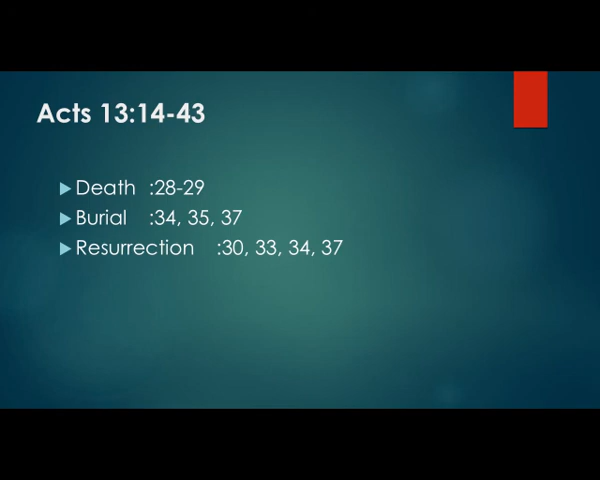 Acts 13:14-43
Death :28-29
Burial :34, 35, 37
Resurrection :30, 33, 34, 37